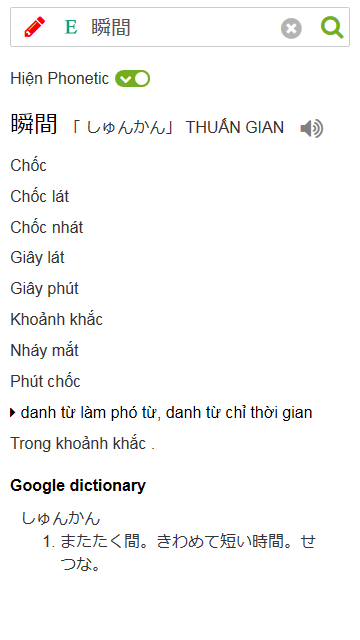 E 瞬間
Hiện Phonetic
瞬間 「 しゅんかん」 THUẤN GIAN
Chốc
Chốc lát
Chốc nhát
Giây lát
Giây phút
Khoảnh khắc
Nháy mắt
Phút chốc
danh từ làm phó từ, danh từ chỉ thời gian
Trong khoảnh khắc .
Google dictionary
しゅんかん
1. またたく間。きわめて短い時間。せ
つな。